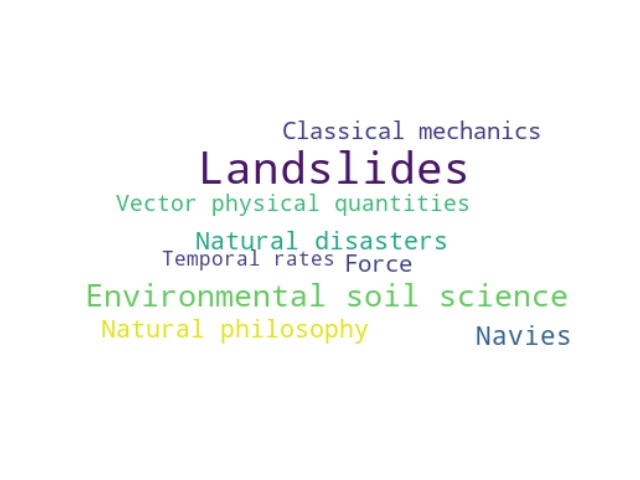 Classical mechanics
Landslides
Vector physical quantities
Natural disasters
Temporal rates
Force
Environmental soil science
Natural philosophy
Navies